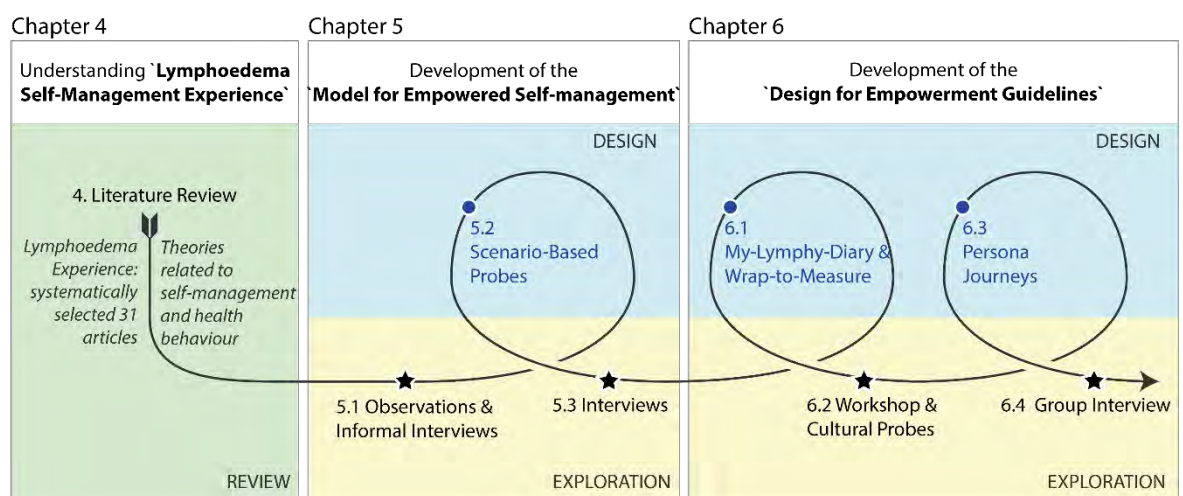 Chapter 4
Understanding `Lymphoedema
Self-Management Experience`
4. Literature Review
Lymphoedema
Experience:
systematically
selected 31
articles
Theories
related to
self-management
and health
behaviour
REVIEW
Chapter 5
Development of the
`Model for Empowered Self-management`
DESIGN
5.2
Scenario-Based
Probes
5.1 Observations &
Informal Interviews
5.3 Interviews
EXPLORATION
Chapter 6
Development of the
`Design for Empowerment Guidelines`
DESIGN
6.1
My-Lymphy-Diary &
Wrap-to-Measure
6.3
Persona
Journeys
6.2 Workshop &
Cultural Probes
6.4 Group Interview
EXPLORATION